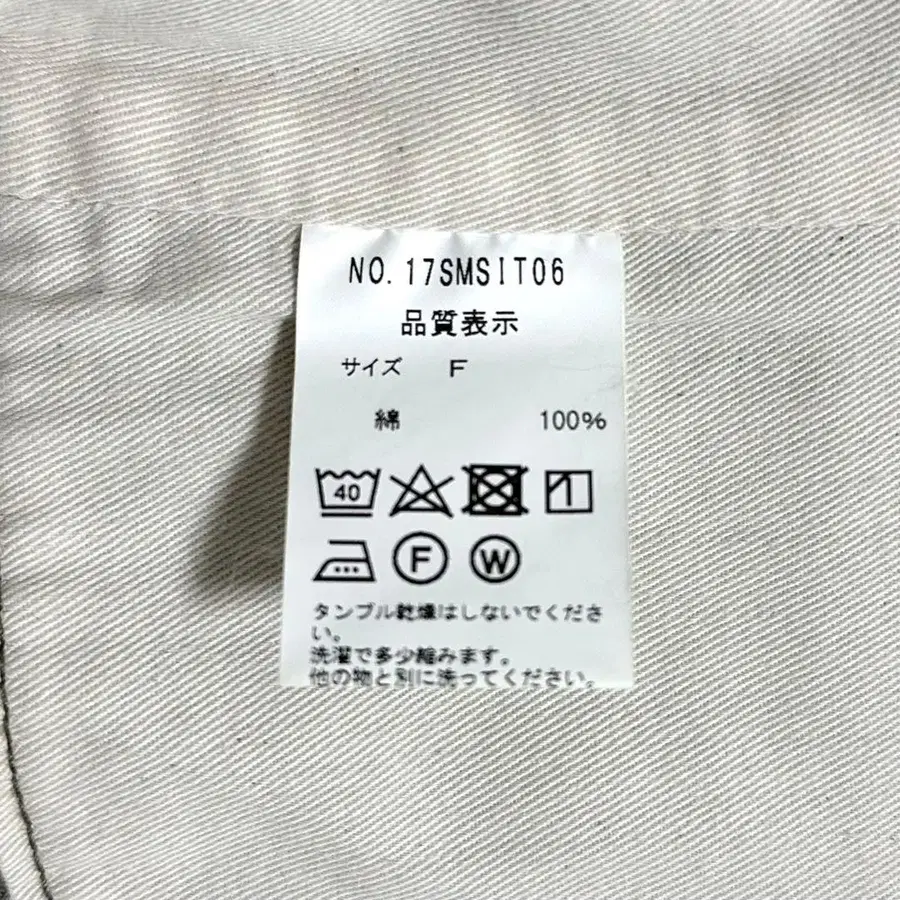 NO. 17SMSIT06
品質表示
サイズ F
綿 100%
40
F W
タンブル乾燥はしないでくださ
い。
洗濯で多少縮みます。
他の物と別に洗ってください。